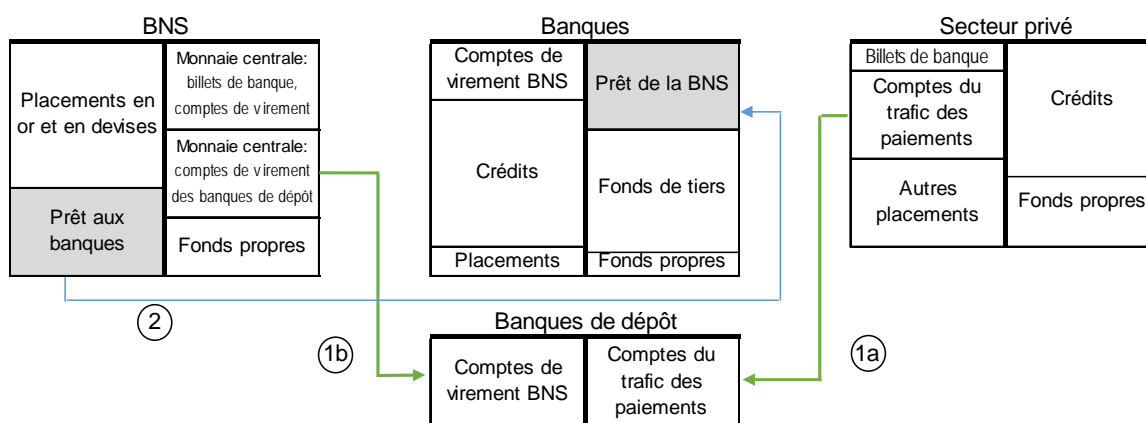 BNS
Placements en
or et en devises
Prêt aux
banques
Monnaie centrale:
billets de banque,
comptes de virement
Monnaie centrale:
comptes de virement
des banques de dépôt
Fonds propres
Banques
Comptes de
virement BNS
Crédits
Placements
Prêt de la BNS
Fonds de tiers
Fonds propres
Secteur privé
Billets de banque
Comptes du
trafic des
paiements
Autres
placements
Crédits
Fonds propres
2
1b
1a
Banques de dépôt
Comptes de
virement BNS
Comptes du
trafic des
paiements